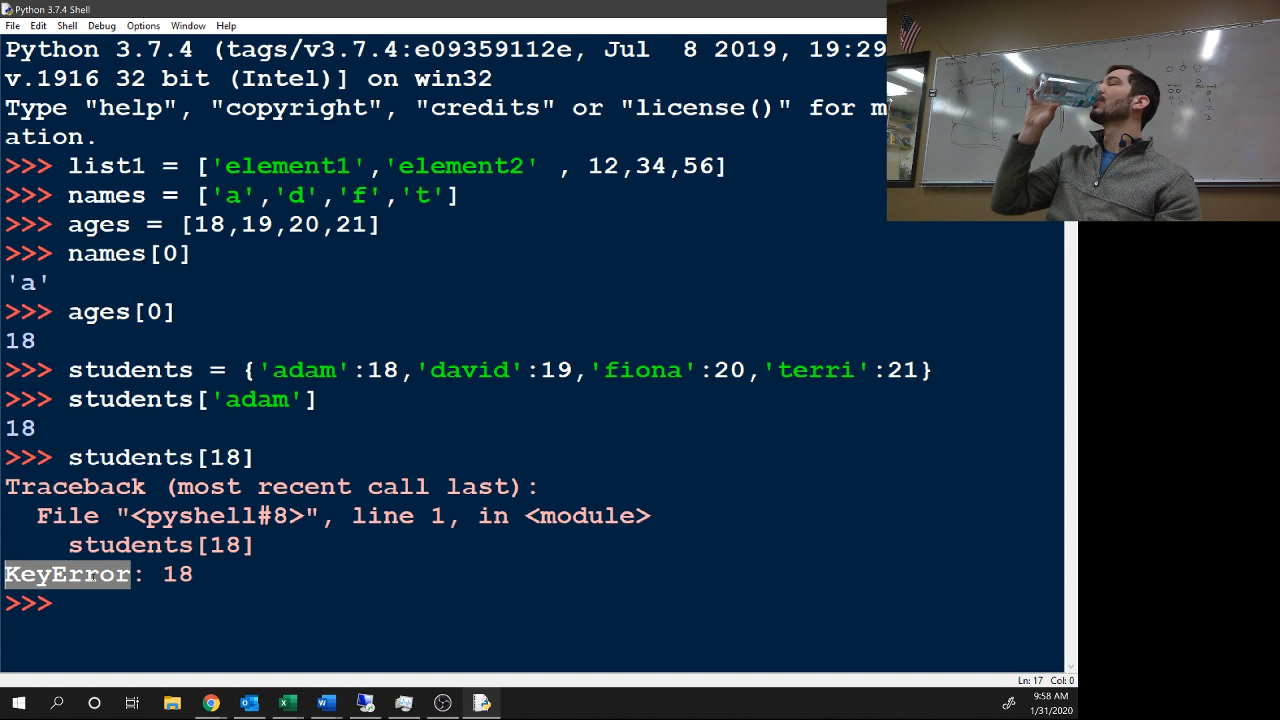 Python 3.7.4 Shell
File Edit Shell Debug Options Window Help
Python 3.7.4 (tags/v3.7.4:e09359112e, Jul 8 2019, 19:29
v.1916 32 bit (Intel)] on win32
Type "help", "copyright", "credits" or "license()" for
ation.
>>> list1 = ['element1','element2' , 12,34,56]
>>> names = ['a','d','f','t']
>>> ages = [18,19,20,21]
>>> names[0]
'a'
>>> ages[0]
18
>>> students = {'adam':18,'david':19,'fiona':20,'terri':21}
>>> students['adam']
18
>>> students[18]
Traceback (most recent call last):
File "<pyshell#8>", line 1, in <module>
students[18]
KeyError: 18
>>>
Ln: 17 Col: 0
9:58 AM
1/31/2020